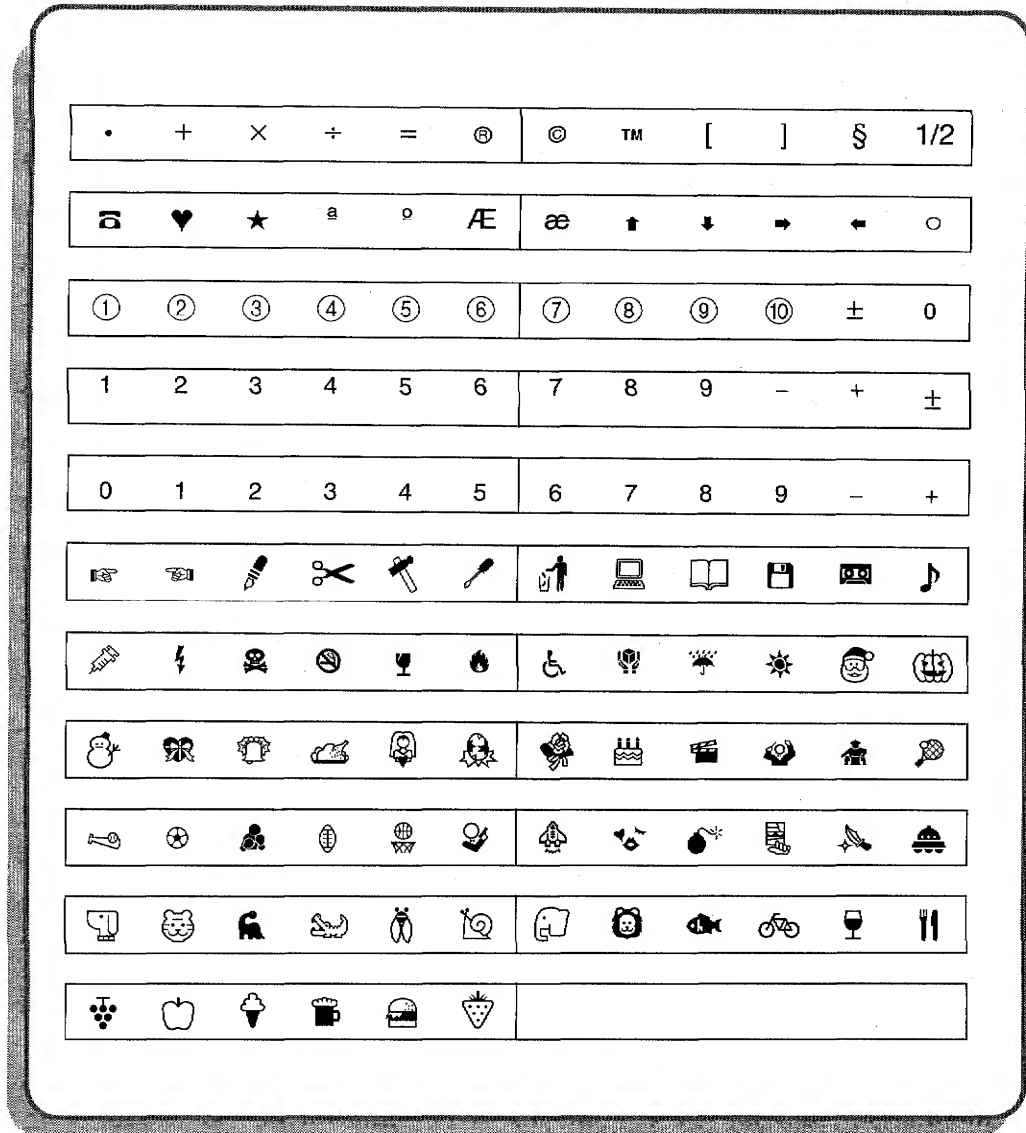 • + × ÷ = ® © TM [ ] § 1/2
☎ ♥ ★ ª º Æ æ ⬆ ⬇ ➡ ⬅ ○
① ② ③ ④ ⑤ ⑥ ⑦ ⑧ ⑨ ⑩ ± 0
1 2 3 4 5 6 7 8 9 − + ±
0 1 2 3 4 5 6 7 8 9 − +